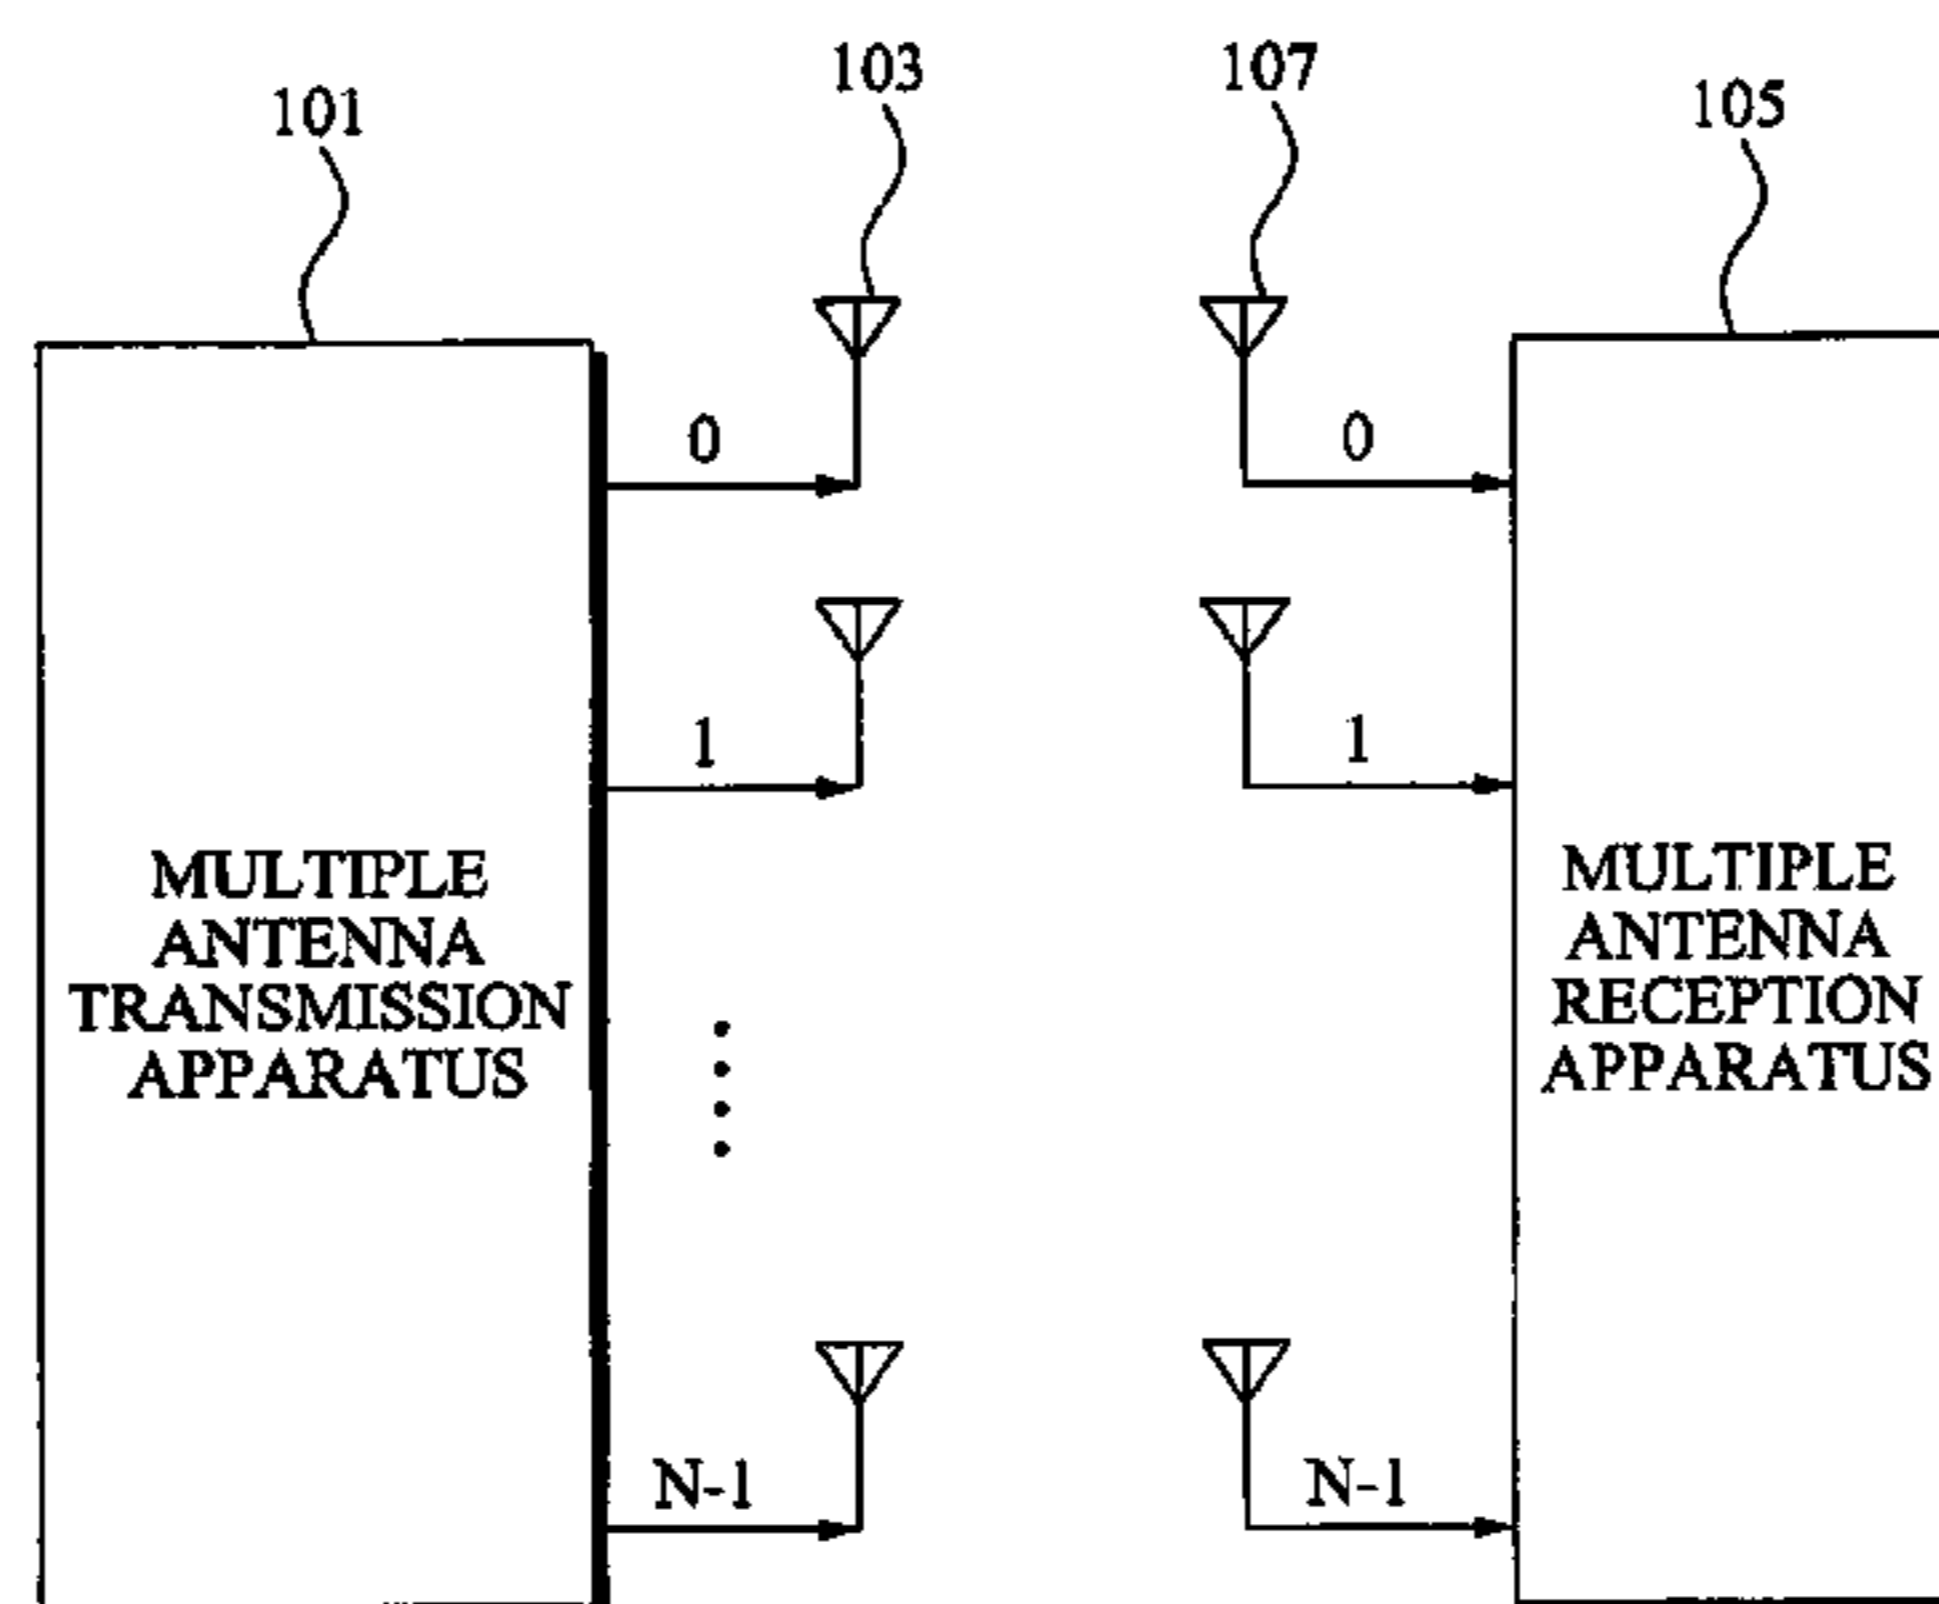 101
103
107
105
0
0
1
1
MULTIPLE
ANTENNA
TRANSMISSION
APPARATUS
MULTIPLE
ANTENNA
RECEPTION
APPARATUS
N-1
N-1